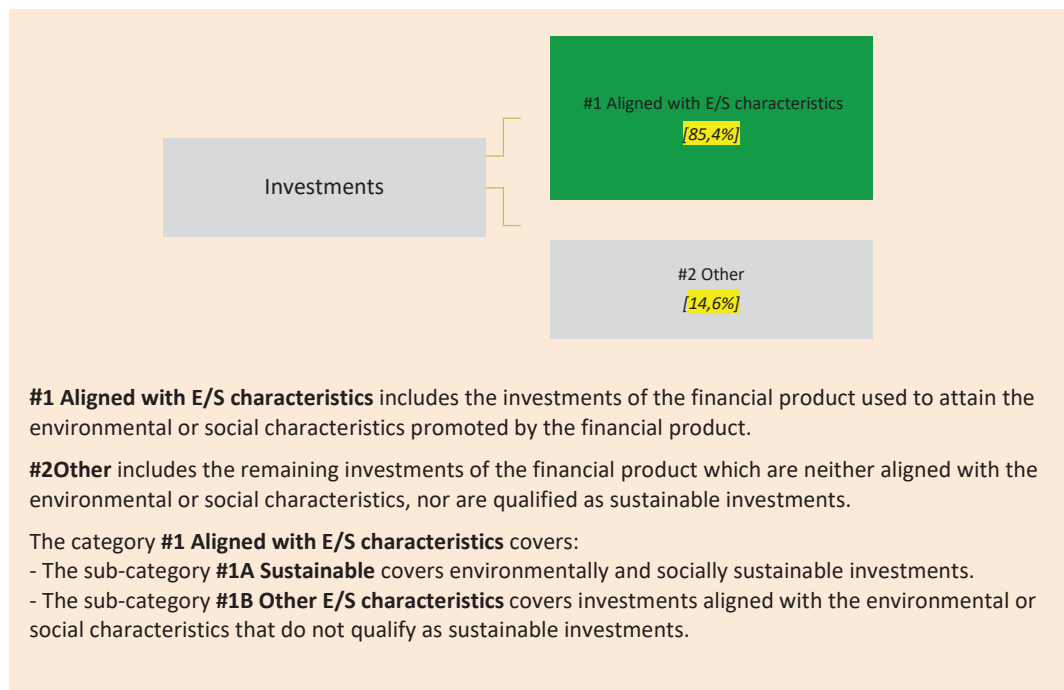 #1 Aligned with E/S characteristics
[85,4%]
Investments
#2 Other
[14,6%]
#1 Aligned with E/S characteristics includes the investments of the financial product used to attain the
environmental or social characteristics promoted by the financial product.
#2Other includes the remaining investments of the financial product which are neither aligned with the
environmental or social characteristics, nor are qualified as sustainable investments.
The category #1 Aligned with E/S characteristics covers:
- The sub-category #1A Sustainable covers environmentally and socially sustainable investments.
- The sub-category #1B Other E/S characteristics covers investments aligned with the environmental or
social characteristics that do not qualify as sustainable investments.